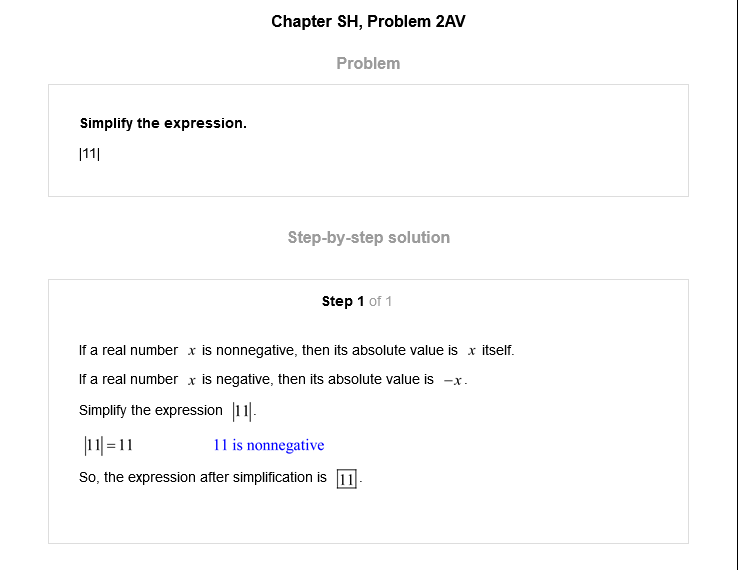 Chapter SH, Problem 2AV
Problem
Simplify the expression.
|11|
Step-by-step solution
Step 1 of 1
If a real number x is nonnegative, then its absolute value is x itself.
If a real number x is negative, then its absolute value is −x.
Simplify the expression |11|.
|11| = 11 11 is nonnegative
So, the expression after simplification is 11.